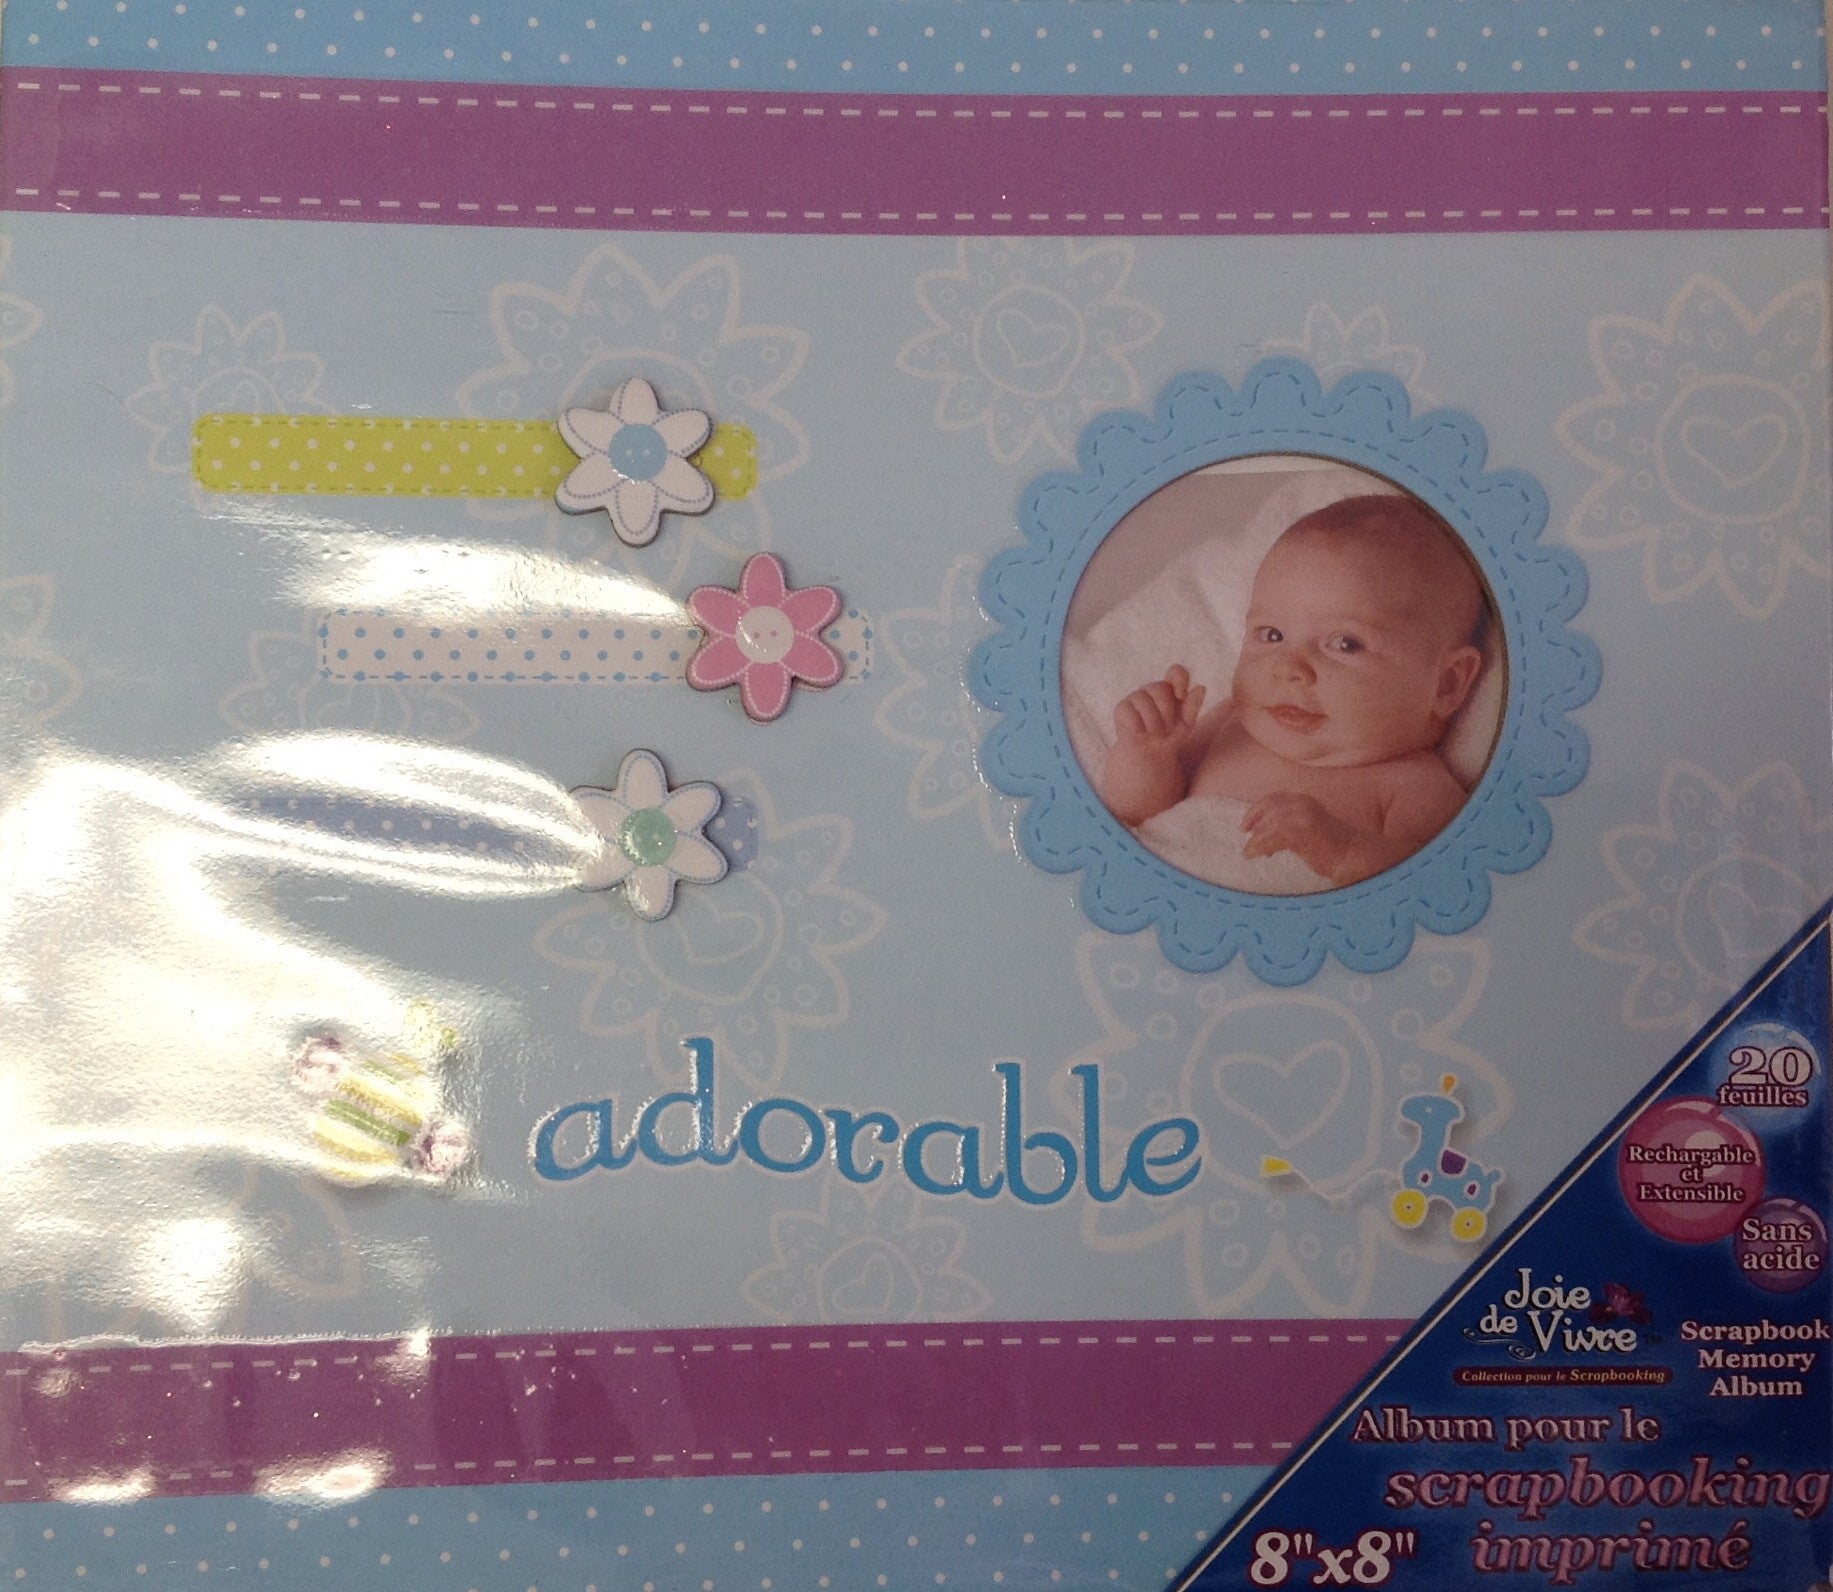 adorable
20
feuilles
Rechargable
et
Extensible
Sans
acide
Joie
de Vivre
Collection pour le Scrapbooking
Scrapbook
Memory
Album
Album pour le
scrapbooking
imprimé
8"x8"